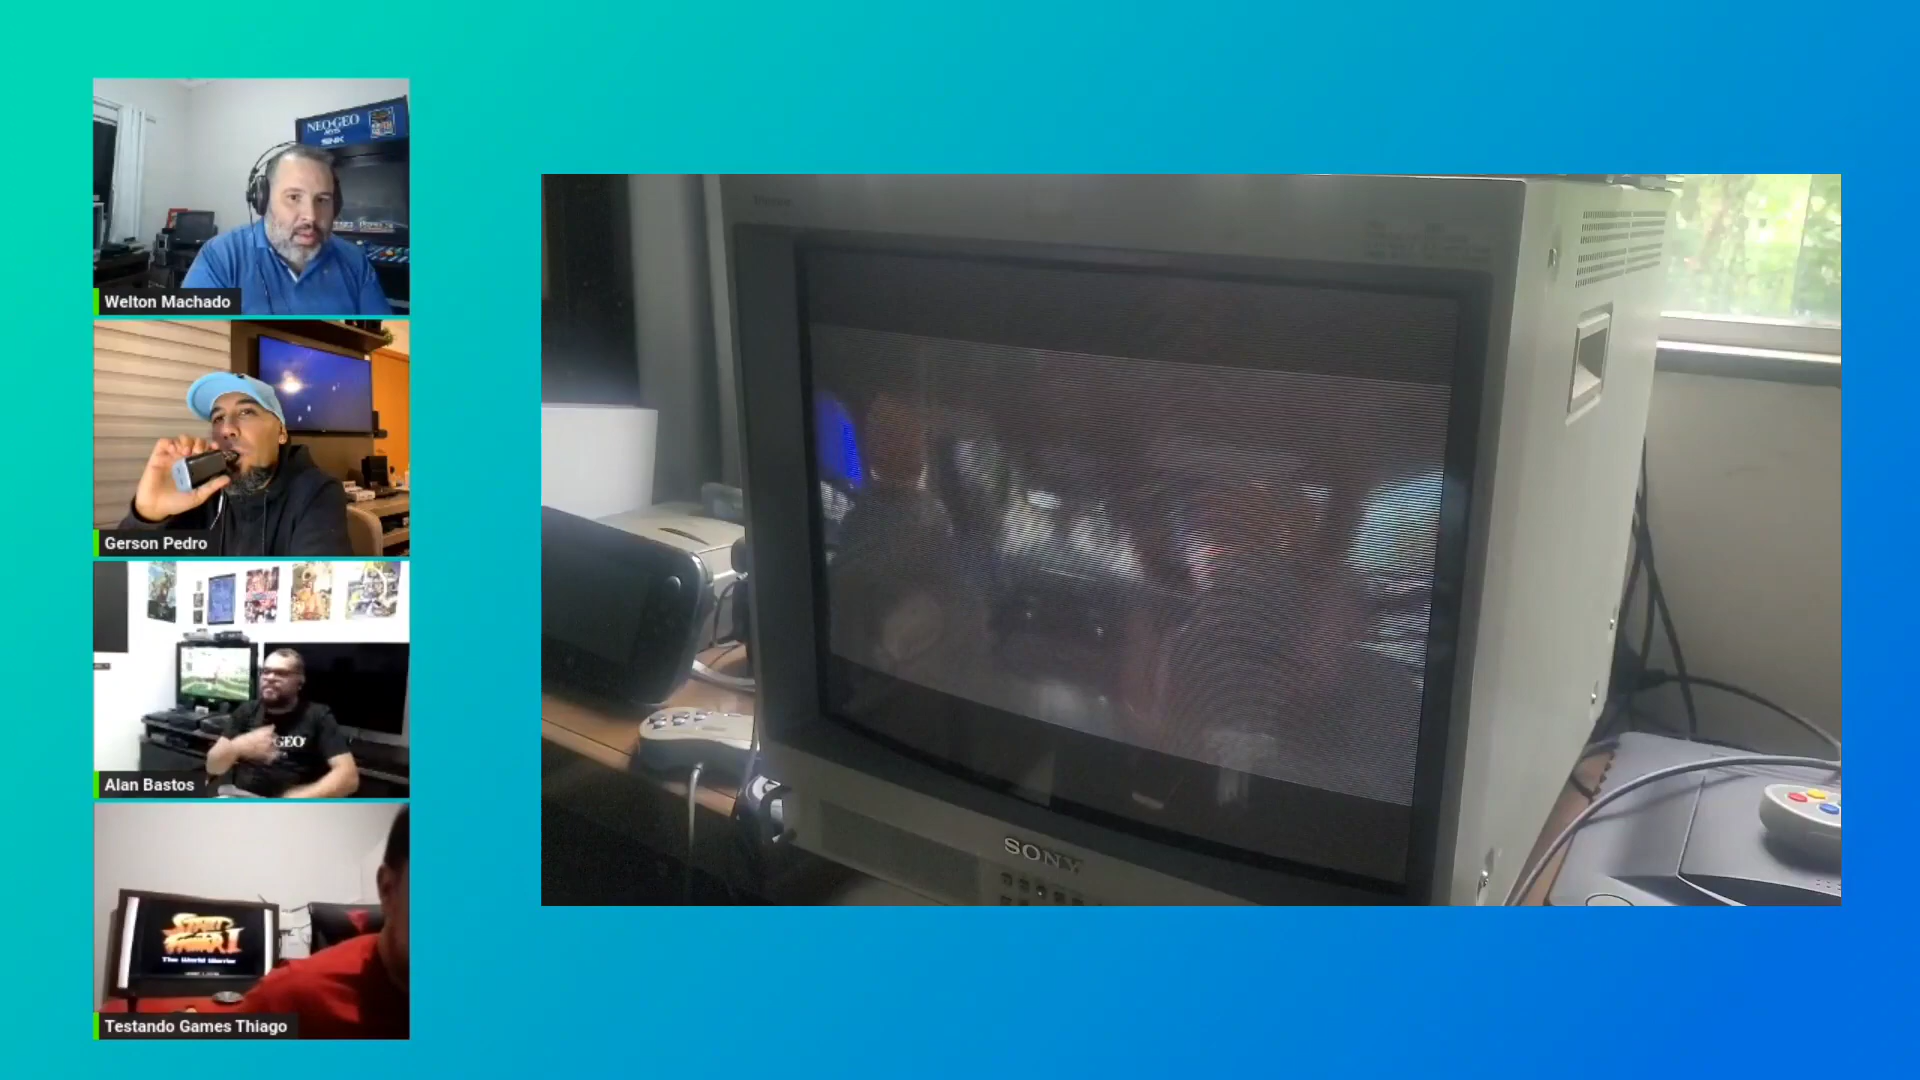 NEO·GEO
MVS
SNK
Welton Machado
Gerson Pedro
GEO
Alan Bastos
STREET
FIGHTER II
The World Warrior
Testando Games Thiago
SONY